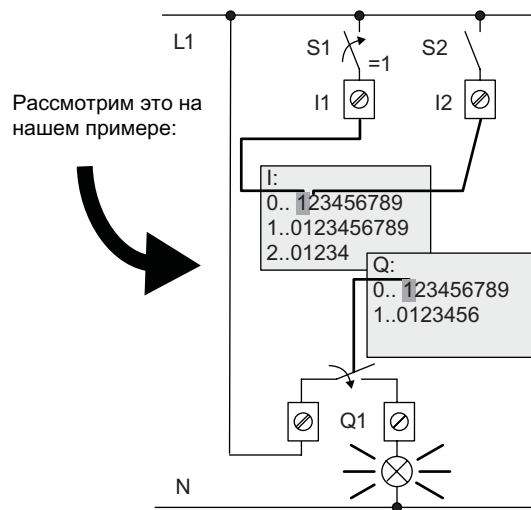 L1
S1
S2
=1
I1
I2
Рассмотрим это на
нашем примере:
I:
0.. 123456789
1..0123456789
2..01234
Q:
0.. 123456789
1..0123456
Q1
N